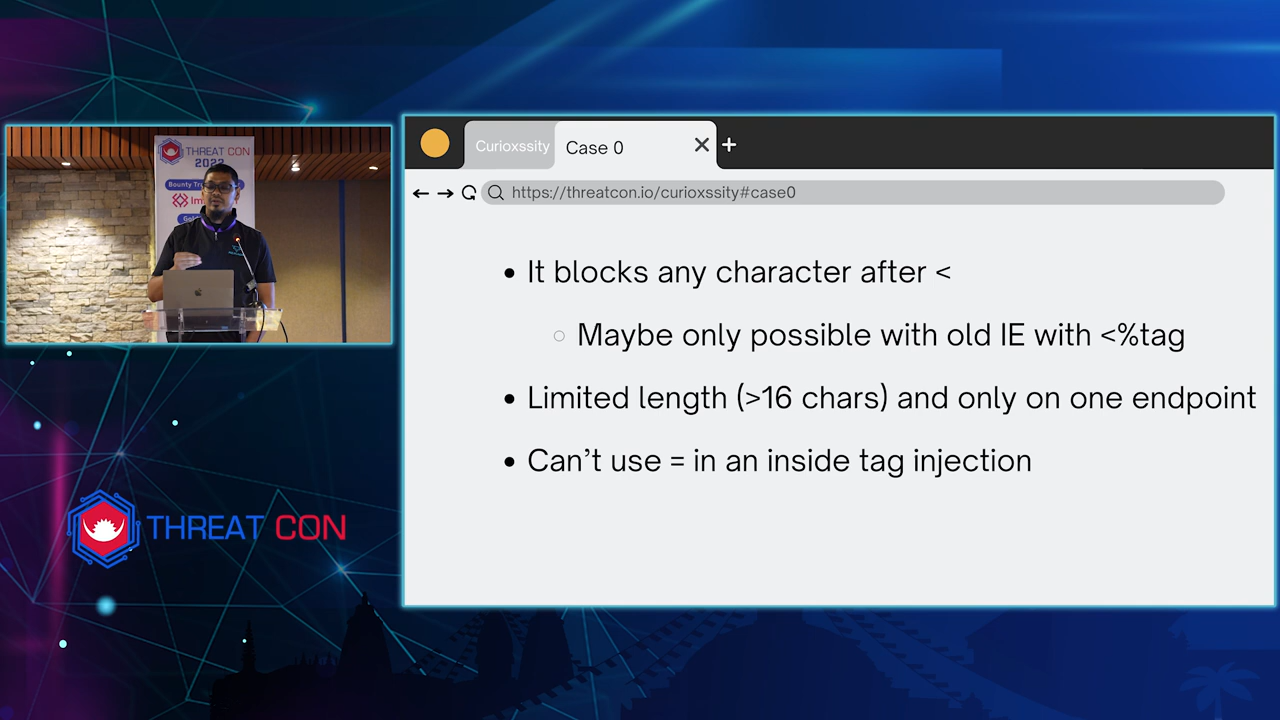 THREAT CON
2022
Curioxssity
Case 0
https://threatcon.io/curioxssity#case0
• It blocks any character after <
○ Maybe only possible with old IE with <%tag
• Limited length (>16 chars) and only on one endpoint
• Can't use = in an inside tag injection
THREAT CON